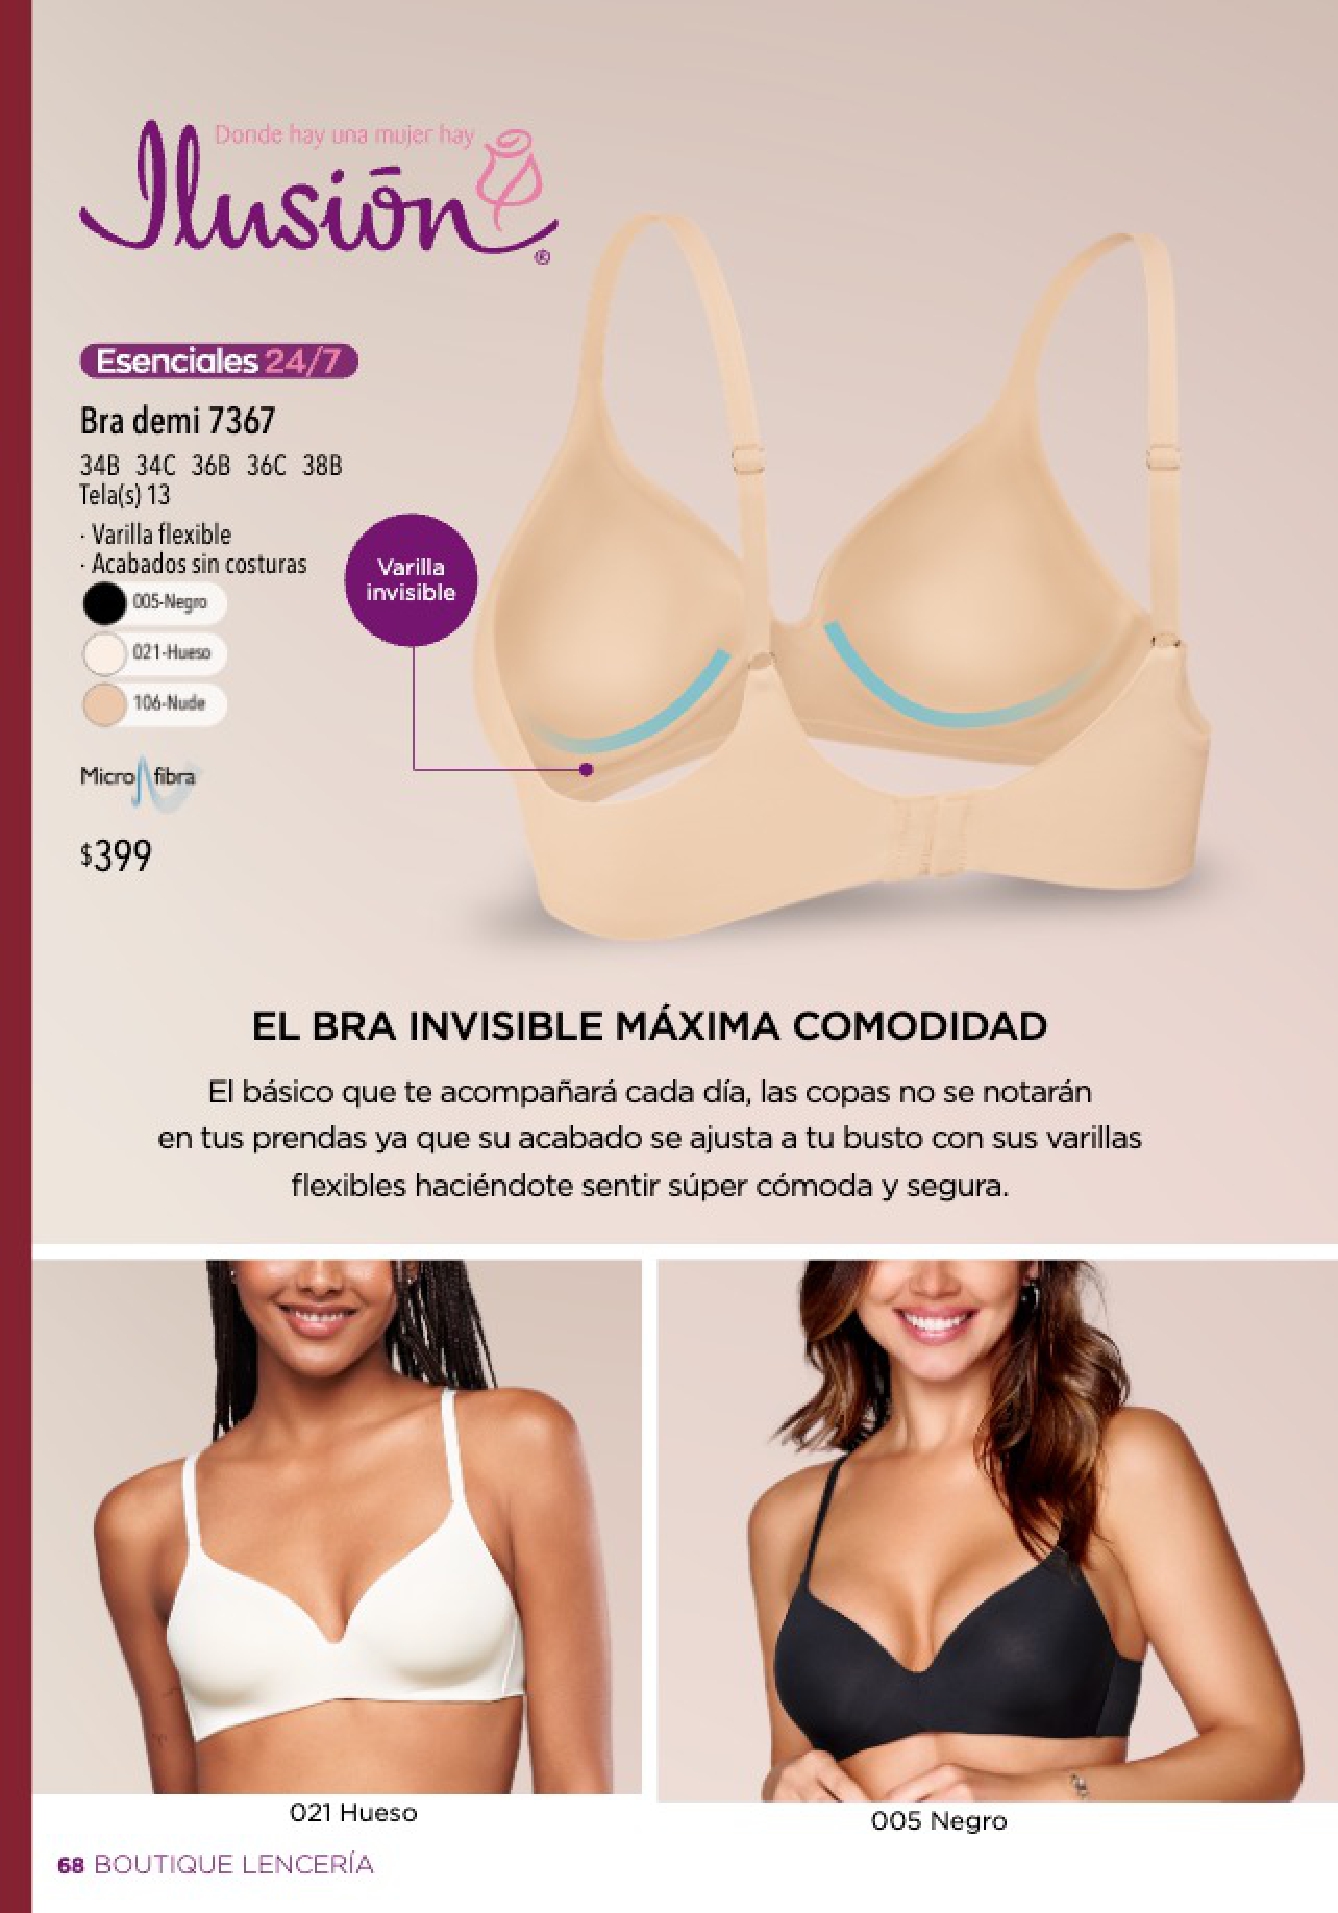 Donde hay una mujer hay
Ilusión
®
Esenciales 24/7
Bra demi 7367
34B 34C 36B 36C 38B
Tela(s) 13
· Varilla flexible
· Acabados sin costuras
005-Negro
021-Hueso
106-Nude
Micro fibra
$399
Varilla
invisible
EL BRA INVISIBLE MÁXIMA COMODIDAD
El básico que te acompañará cada día, las copas no se notarán
en tus prendas ya que su acabado se ajusta a tu busto con sus varillas
flexibles haciéndote sentir súper cómoda y segura.
021 Hueso
005 Negro
68 BOUTIQUE LENCERÍA